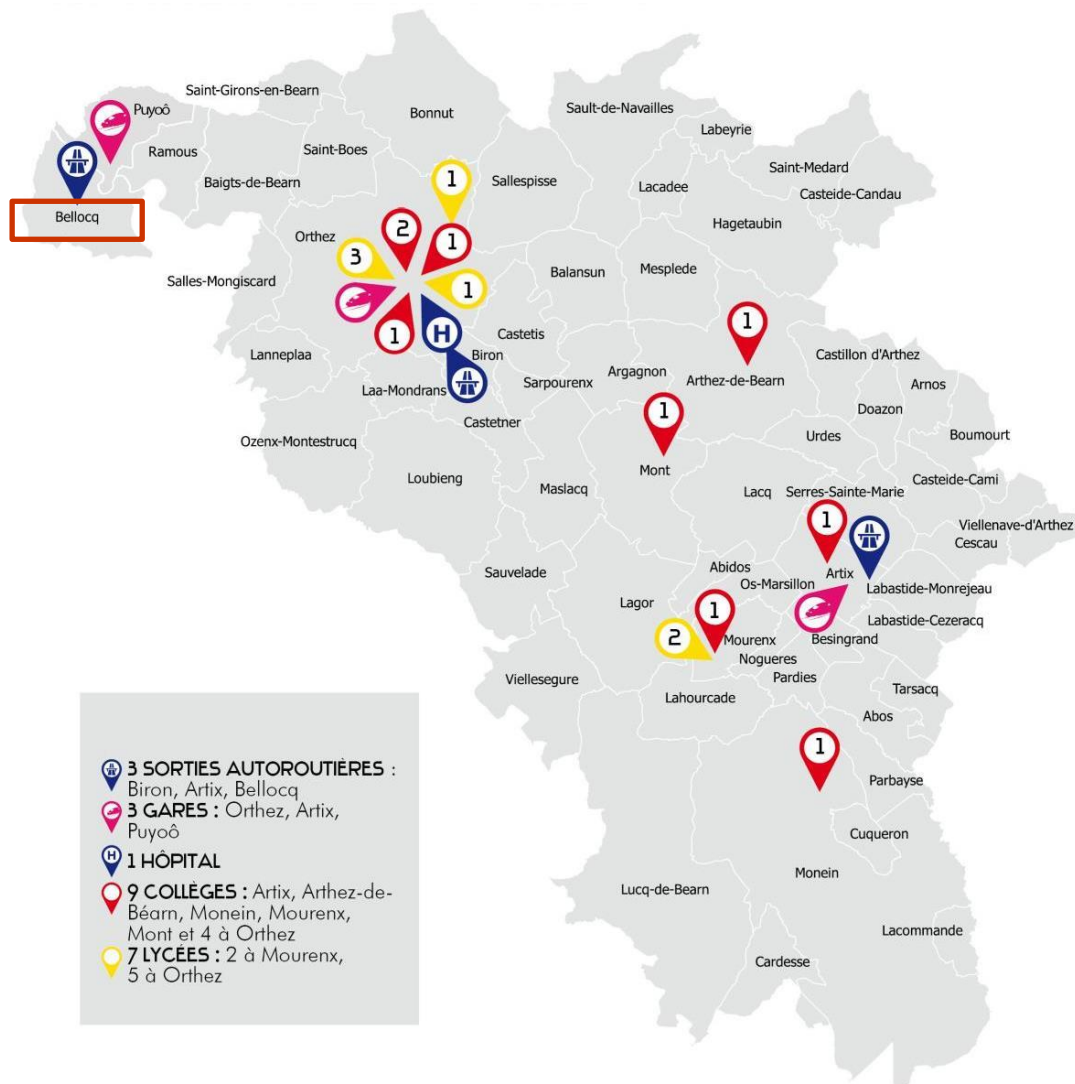 Saint-Girons-en-Bearn
Puyoô
Bonnut
Sault-de-Navailles
Labeyrie
Ramous
Saint-Boes
Sallespisse
Saint-Medard
Baigts-de-Bearn
Lacadee
Casteide-Candau
Bellocq
Hagetaubin
1
Orthez
2
1
3
Balansun
Mesplede
Salles-Mongiscard
1
1
H
1
Castetis
Lanneplaa
Biron
Castillon d'Arthez
Argagnon
Laa-Mondrans
Sarpourenx
Arthez-de-Bearn
Arnos
1
Doazon
Castetner
Ozenx-Montestrucq
Urdes
Boumourt
Mont
Loubieng
Casteide-Cami
Maslacq
Lacq
Serres-Sainte-Marie
1
Viellenave-d'Arthez
Cescau
Abidos
Sauvelade
Artix
Os-Marsillon
Labastide-Monrejeau
Lagor
1
Labastide-Cezeracq
2
Mourenx
Besingrand
Nogueres
Viellesegure
Pardies
Tarsacq
Lahourcade
Abos
1
Parbayse
Cuqueron
Monein
Lucq-de-Bearn
Lacommande
Cardesse
3 SORTIES AUTOROUTIÈRES :
Biron, Artix, Bellocq
3 GARES : Orthez, Artix,
Puyoô
H
1 HÔPITAL
9 COLLÈGES : Artix, Arthez-de-
Béarn, Monein, Mourenx,
Mont et 4 à Orthez
7 LYCÉES : 2 à Mourenx,
5 à Orthez